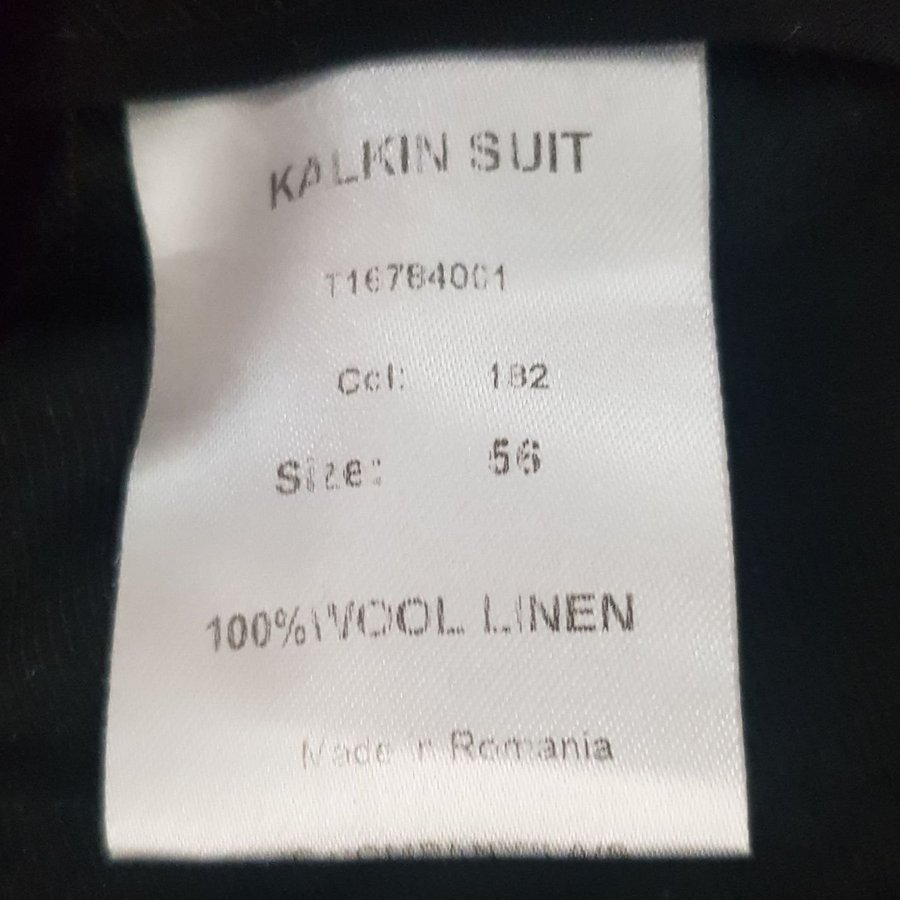 KALKIN SUIT
T16784001
Col: 182
Size: 56
100%WOOL LINEN
Made in Romania